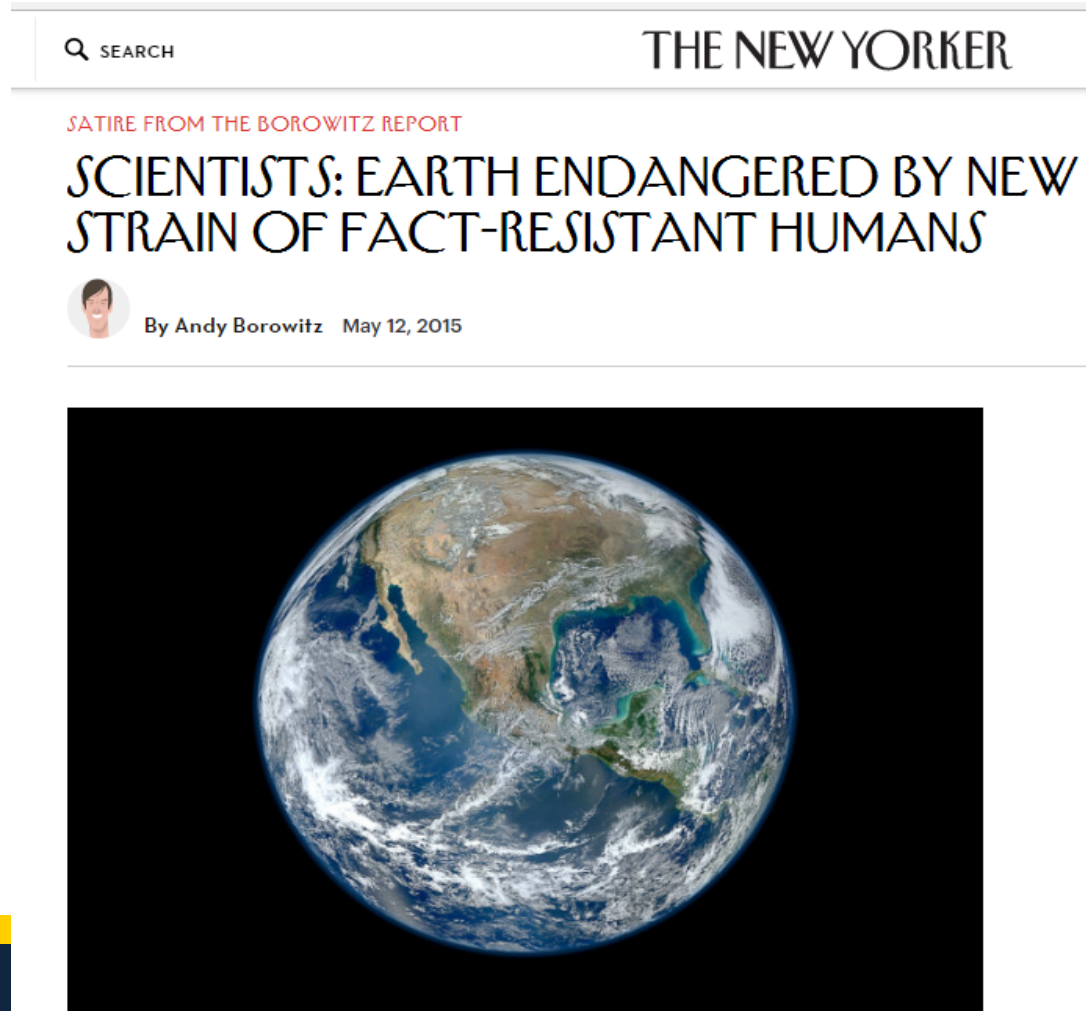 SEARCH
THE NEW YORKER
SATIRE FROM THE BOROWITZ REPORT
SCIENTISTS: EARTH ENDANGERED BY NEW
STRAIN OF FACT-RESISTANT HUMANS
By Andy Borowitz May 12, 2015